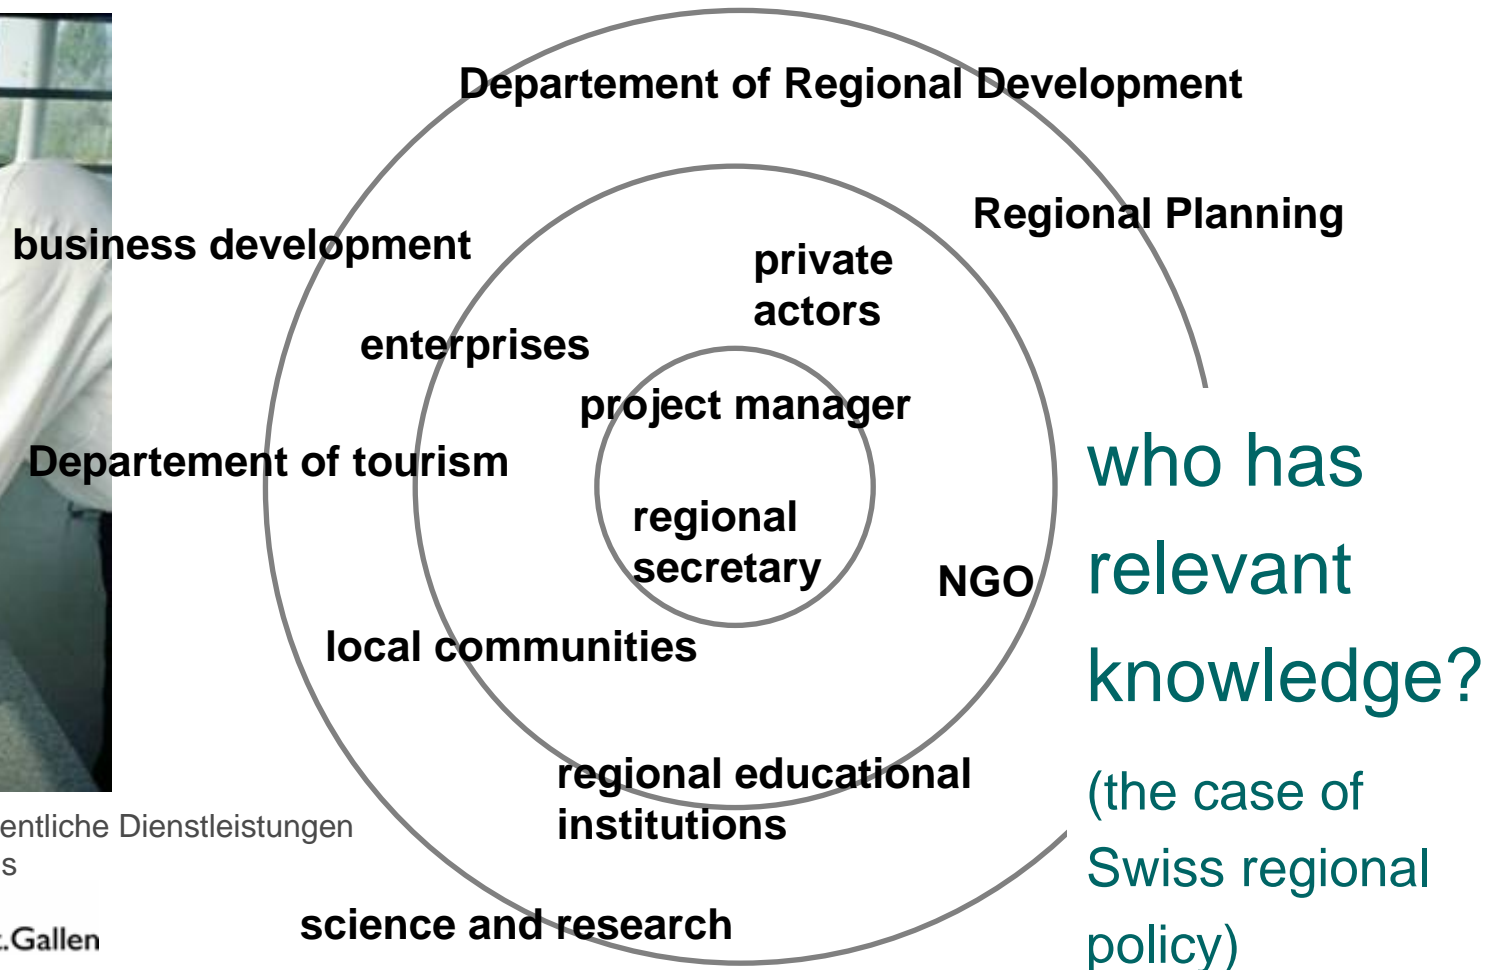 Departement of Regional Development
Regional Planning
business development
private
actors
enterprises
project manager
Departement of tourism
regional
secretary
NGO
local communities
regional educational
institutions
science and research
who has
relevant
knowledge?
(the case of
Swiss regional
policy)
entliche Dienstleistungen
s
.Gallen